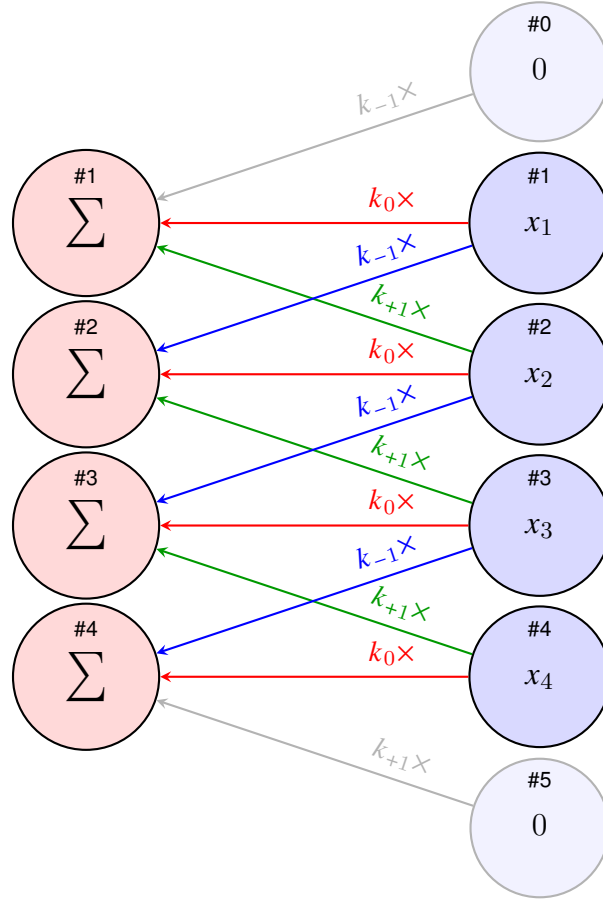 #0
0
k₋₁×
#1
∑
k₀×
#1
x₁
k₋₁×
k₊₁×
#2
∑
k₀×
#2
x₂
k₋₁×
k₊₁×
#3
∑
k₀×
#3
x₃
k₋₁×
k₊₁×
#4
∑
k₀×
#4
x₄
k₊₁×
#5
0